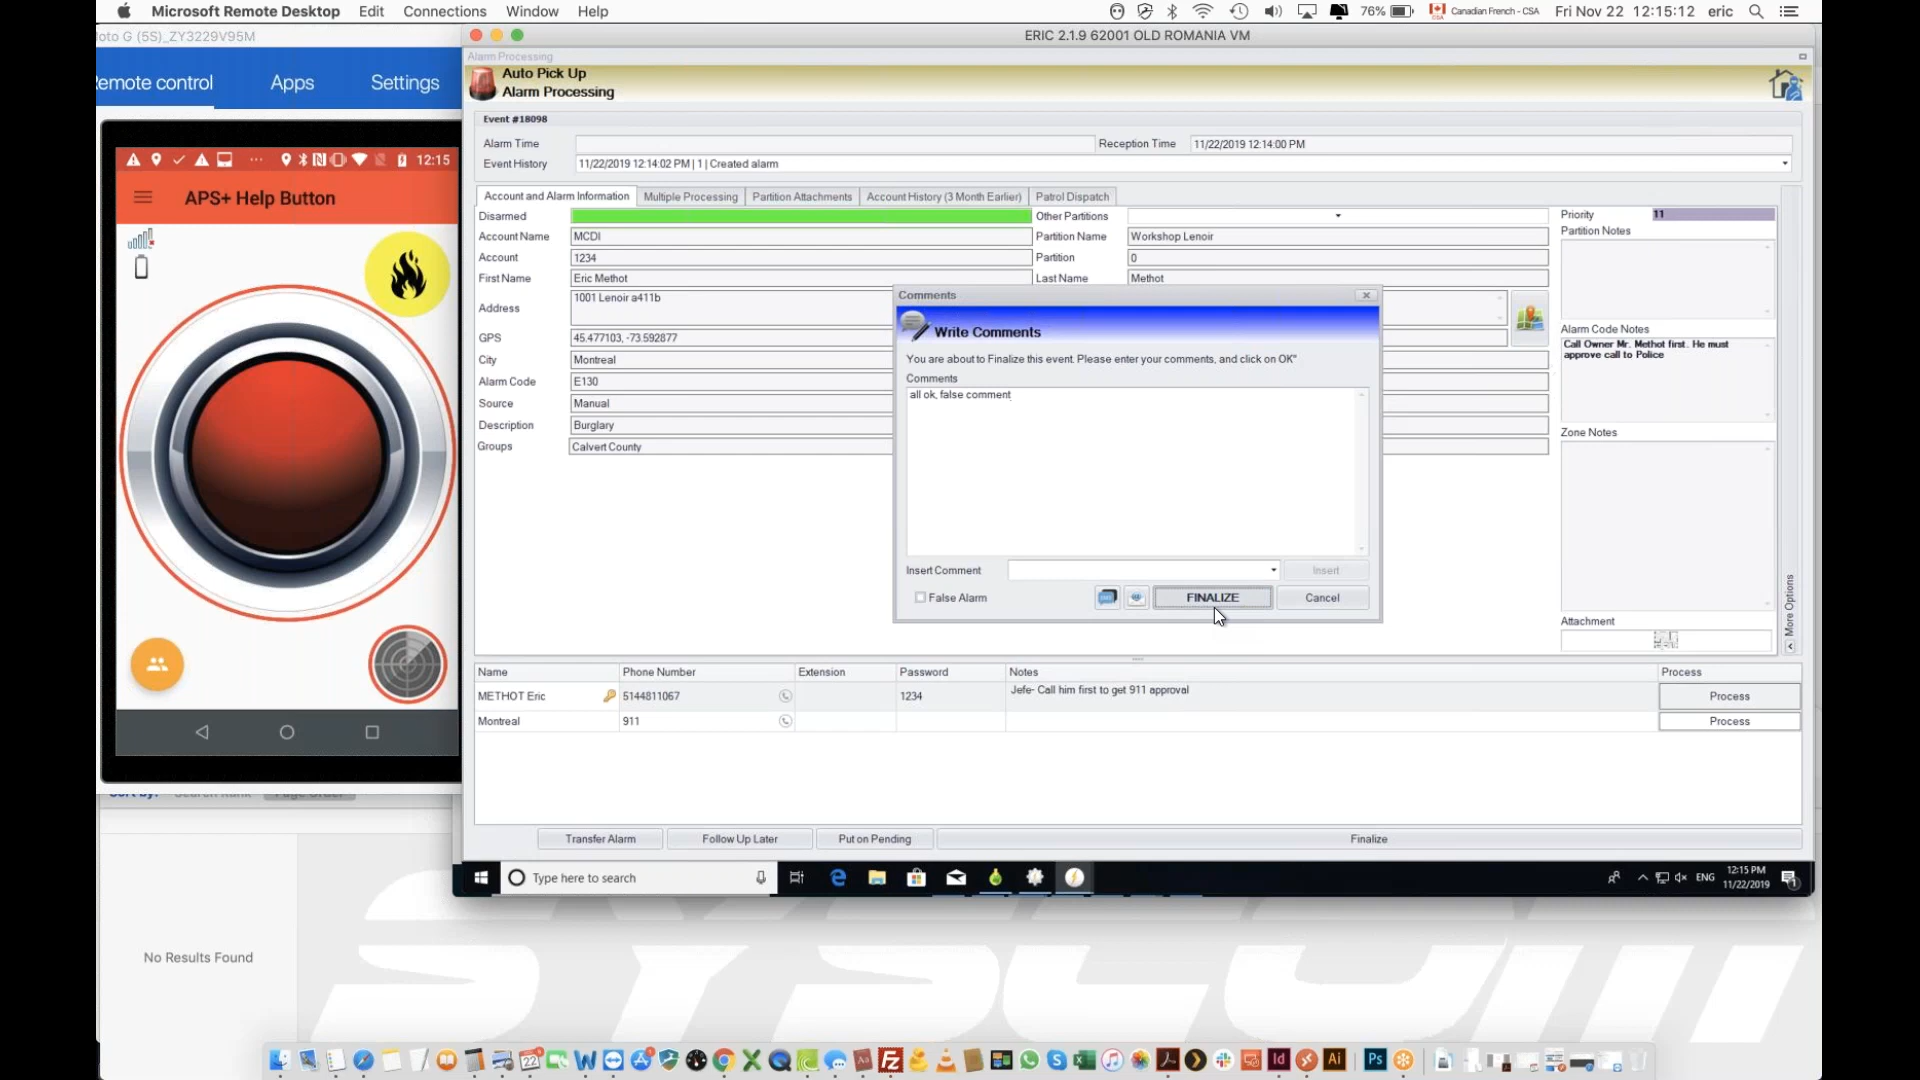 Microsoft Remote Desktop Edit Connections Window Help
76% Canadian French - CSA Fri Nov 22 12:15:12 eric
oto G (5S)_ZY3229V95M
ERIC 2.1.9 62001 OLD ROMANIA VM
emote control Apps Settings
Alarm Processing
Auto Pick Up
Alarm Processing
12:15
APS+ Help Button
Event #18098
Alarm Time
Reception Time 11/22/2019 12:14:00 PM
Event History 11/22/2019 12:14:02 PM | 1 | Created alarm
Account and Alarm Information Multiple Processing Partition Attachments Account History (3 Month Earlier) Patrol Dispatch
Disarmed Other Partitions
Account Name MCDI Partition Name Workshop Lenoir
Account 1234 Partition 0
First Name Eric Methot Last Name Methot
Address 1001 Lenoir a411b
GPS 45.477103, -73.592877
City Montreal
Alarm Code E130
Source Manual
Description Burglary
Groups Calvert County
Priority 11
Partition Notes
Alarm Code Notes
Call Owner Mr. Methot first. He must
approve call to Police
Zone Notes
Attachment
More Options
Comments
Write Comments
You are about to Finalize this event. Please enter your comments, and click on OK"
Comments
all ok, false comment
Insert Comment Insert
False Alarm FINALIZE Cancel
Name Phone Number Extension Password Notes Process
METHOT Eric 5144811067 1234 Jefe- Call him first to get 911 approval Process
Montreal 911 Process
Transfer Alarm Follow Up Later Put on Pending Finalize
Type here to search
ENG 12:15 PM
11/22/2019
1
No Results Found
SYSCOM
22
W
Aa
FZ
S
Id
Ai
Ps